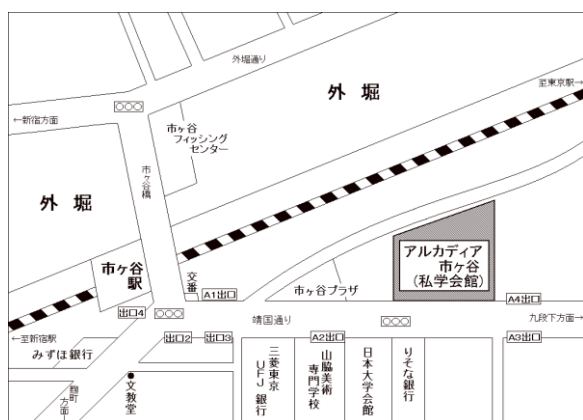 外堀通り
至東京駅→
外 堀
←新宿方面
市ヶ谷
フィッシング
センター
市ヶ谷橋
外 堀
アルカディア
市ヶ谷
(私学会館)
市ヶ谷
駅
交番
A1出口
市ヶ谷プラザ
A4出口
出口4
靖国通り
九段下方面→
←至新宿駅
出口2
出口3
A2出口
A3出口
みずほ銀行
三菱東京
UFJ 銀行
山脇美術
専門学校
日本大学会館
りそな銀行
文教堂
麹町
方面